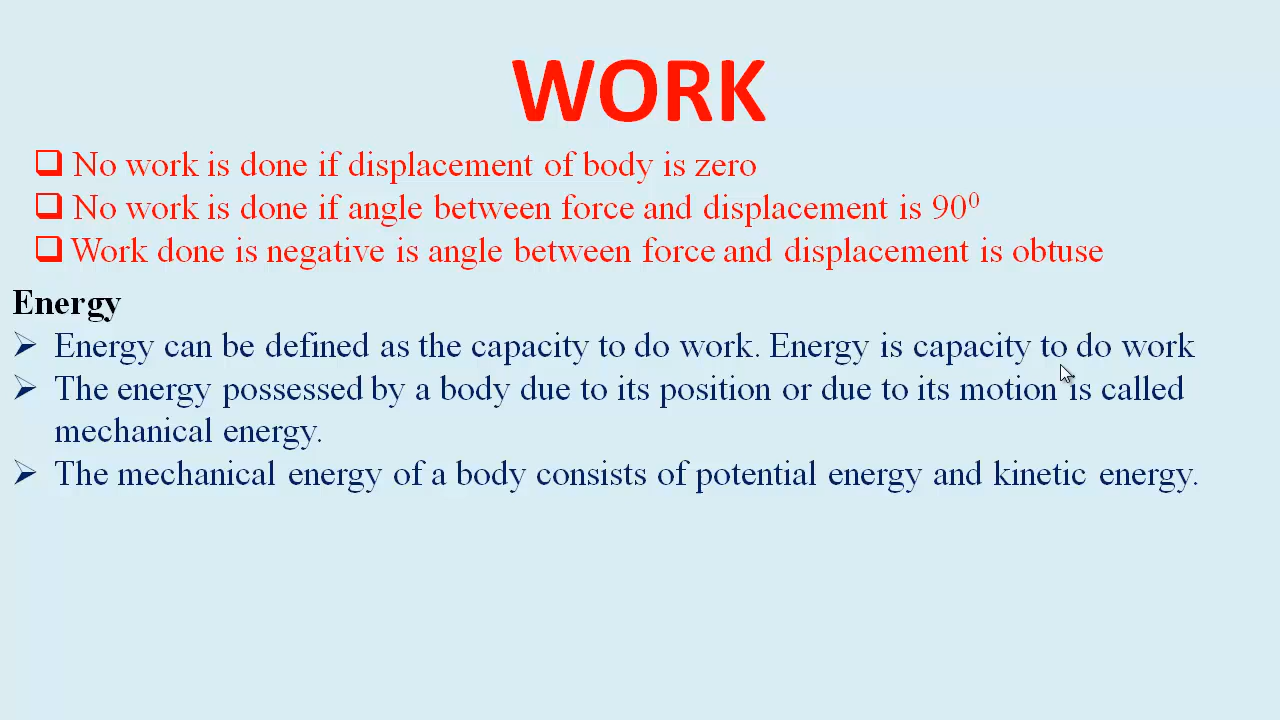 WORK
No work is done if displacement of body is zero
No work is done if angle between force and displacement is 90⁰
Work done is negative is angle between force and displacement is obtuse
Energy
Energy can be defined as the capacity to do work. Energy is capacity to do work
The energy possessed by a body due to its position or due to its motion is called
mechanical energy.
The mechanical energy of a body consists of potential energy and kinetic energy.